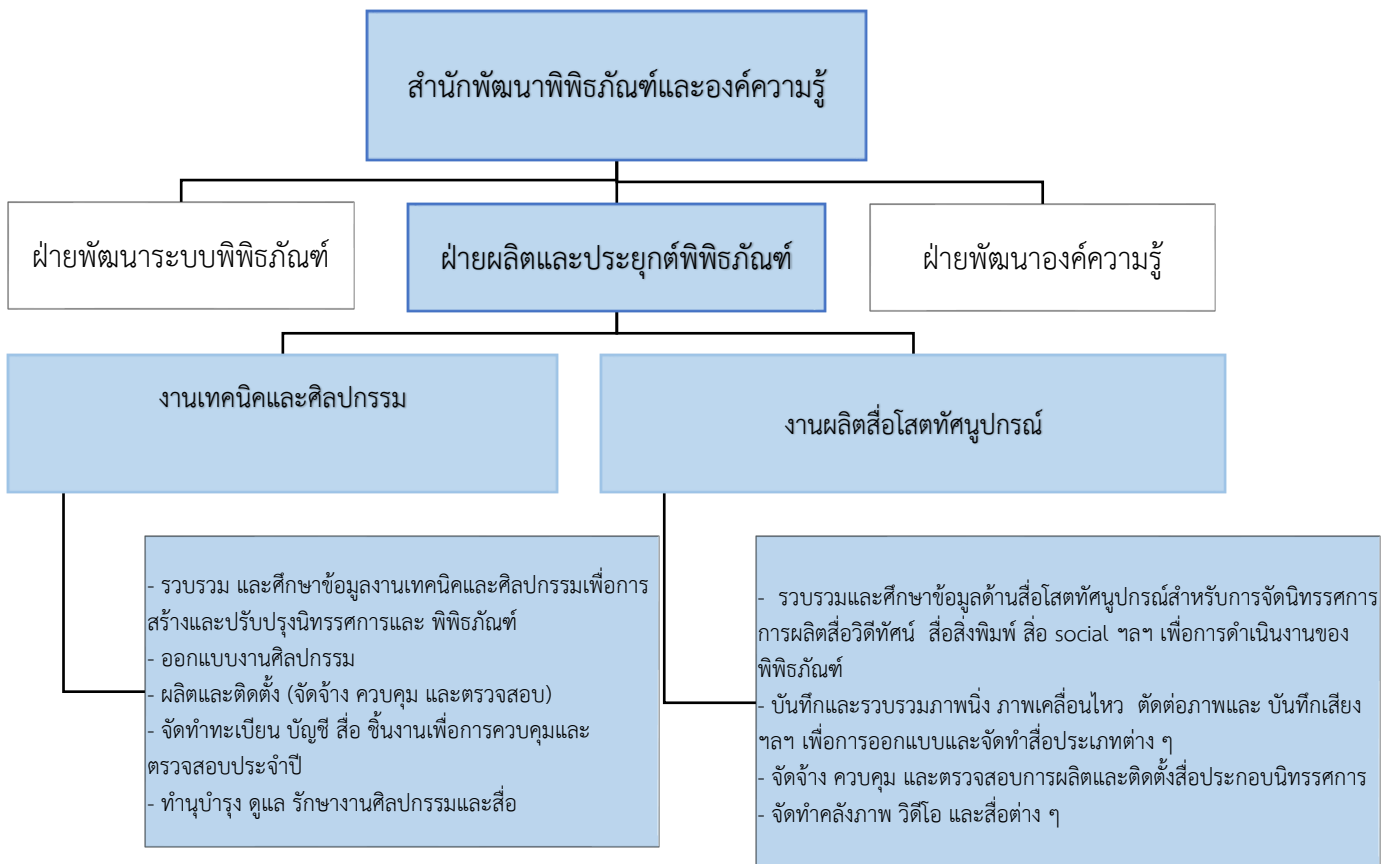 สำนักพัฒนาพิพิธภัณฑ์และองค์ความรู้
ฝ่ายพัฒนาระบบพิพิธภัณฑ์
ฝ่ายผลิตและประยุกต์พิพิธภัณฑ์
ฝ่ายพัฒนาองค์ความรู้
งานเทคนิคและศิลปกรรม
งานผลิตสื่อโสตทัศนูปกรณ์
- รวบรวม และศึกษาข้อมูลงานเทคนิคและศิลปกรรมเพื่อการ
สร้างและปรับปรุงนิทรรศการและ พิพิธภัณฑ์
- ออกแบบงานศิลปกรรม
- ผลิตและติดตั้ง (จัดจ้าง ควบคุม และตรวจสอบ)
- จัดทำทะเบียน บัญชี สื่อ ชิ้นงานเพื่อการควบคุมและ
ตรวจสอบประจำปี
- ทำนุบำรุง ดูแล รักษางานศิลปกรรมและสื่อ
- รวบรวมและศึกษาข้อมูลด้านสื่อโสตทัศนูปกรณ์สำหรับการจัดนิทรรศการ
การผลิตสื่อวิดีทัศน์ สื่อสิ่งพิมพ์ สื่อ social ฯลฯ เพื่อการดำเนินงานของ
พิพิธภัณฑ์
- บันทึกและรวบรวมภาพนิ่ง ภาพเคลื่อนไหว ตัดต่อภาพและ บันทึกเสียง
ฯลฯ เพื่อการออกแบบและจัดทำสื่อประเภทต่าง ๆ
- จัดจ้าง ควบคุม และตรวจสอบการผลิตและติดตั้งสื่อประกอบนิทรรศการ
- จัดทำคลังภาพ วิดีโอ และสื่อต่าง ๆ